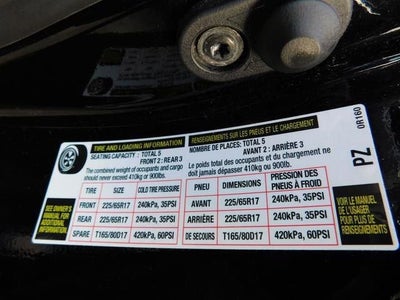 TIRE AND LOADING INFORMATION
SEATING CAPACITY : TOTAL 5
FRONT 2 : REAR 3
The combined weight of occupants and cargo
should never exceed 410kg or 900lb.
TIRE SIZE COLD TIRE PRESSURE
FRONT 225/65R17 240kPa, 35PSI
REAR 225/65R17 240kPa, 35PSI
SPARE T165/80D17 420kPa, 60PSI
SEE OWNER'S
MANUAL FOR
ADDITIONAL
INFORMATION
RENSEIGNEMENTS SUR LES PNEUS ET LE CHARGEMENT
NOMBRE DE PLACES: TOTAL 5
AVANT 2 : ARRIÈRE 3
Le poids total des occupants et du chargement ne
doit jamais dépasser 410kg ou 900lb.
PNEU DIMENSIONS PRESSION DES
PNEUS À FROID
AVANT 225/65R17 240kPa, 35PSI
ARRIÈRE 225/65R17 240kPa, 35PSI
DE SECOURS T165/80D17 420kPa, 60PSI
VOIR LE MANUEL
DE L'USAGER
POUR PLUS DE
RENSEIGNEMENTS
PZ
0R160